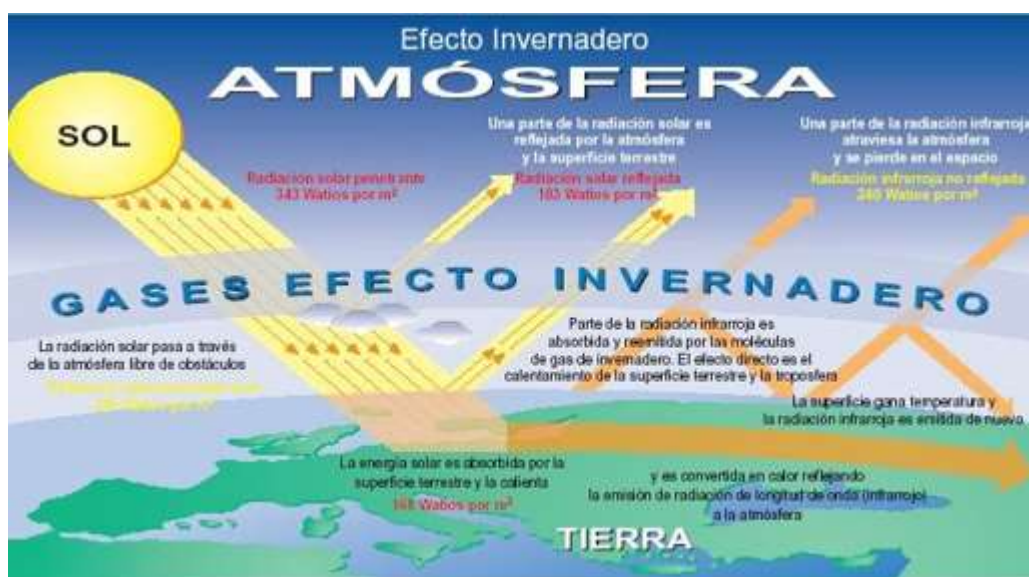 Efecto Invernadero
ATMÓSFERA
SOL
Una parte de la radiación solar es
reflejada por la atmósfera
y la superficie terrestre
Radiación solar reflejada
103 Watios por m²
Una parte de la radiación infrarroja
atraviesa la atmósfera
y se pierde en el espacio
Radiación infrarroja no reflejada
240 Watios por m²
Radiación solar penetrante
343 Watios por m²
GASES EFECTO INVERNADERO
La radiación solar pasa a través
de la atmósfera libre de obstáculos
Parte de la radiación infrarroja es
absorbida y reemitida por las moléculas
de gas de invernadero. El efecto directo es el
calentamiento de la superficie terrestre y la troposfera
La superficie gana temperatura y
la radiación infrarroja es emitida de nuevo
La energía solar es absorbida por la
superficie terrestre y la calienta
168 Watios por m²
y es convertida en calor reflejando
la emisión de radiación de longitud de onda (infrarrojo)
a la atmósfera
TIERRA